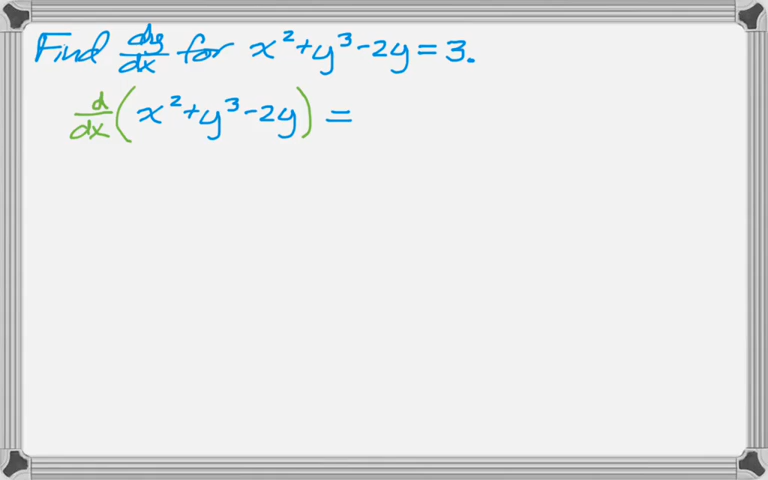 Find dy/dx for x²+y³-2y=3.
d/dx(x²+y³-2y)=